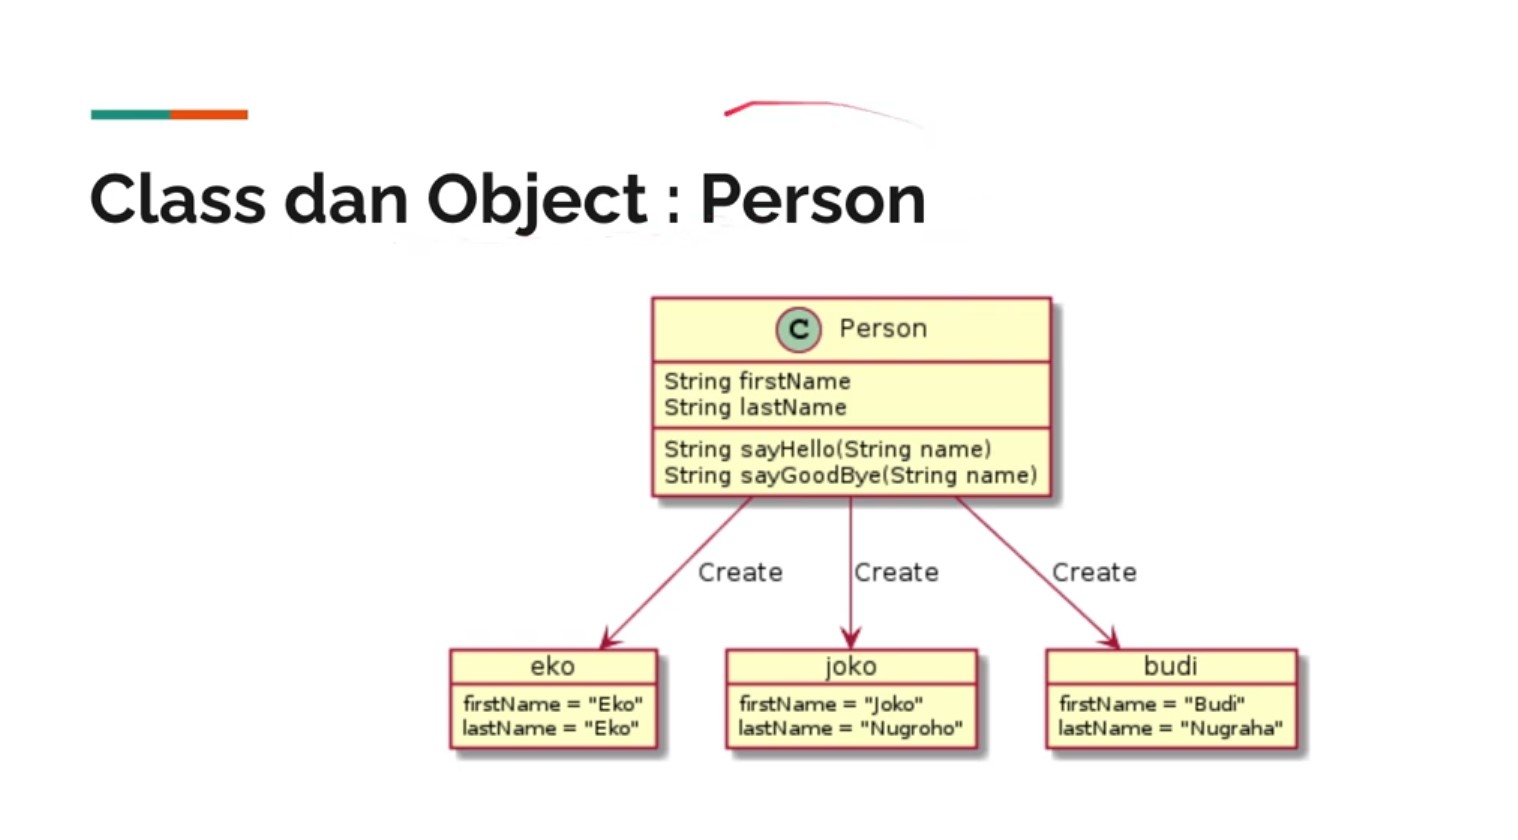 Class dan Object : Person
C Person
String firstName
String lastName
String sayHello(String name)
String sayGoodBye(String name)
Create
Create
Create
eko
firstName = "Eko"
lastName = "Eko"
joko
firstName = "Joko"
lastName = "Nugroho"
budi
firstName = "Budi"
lastName = "Nugraha"